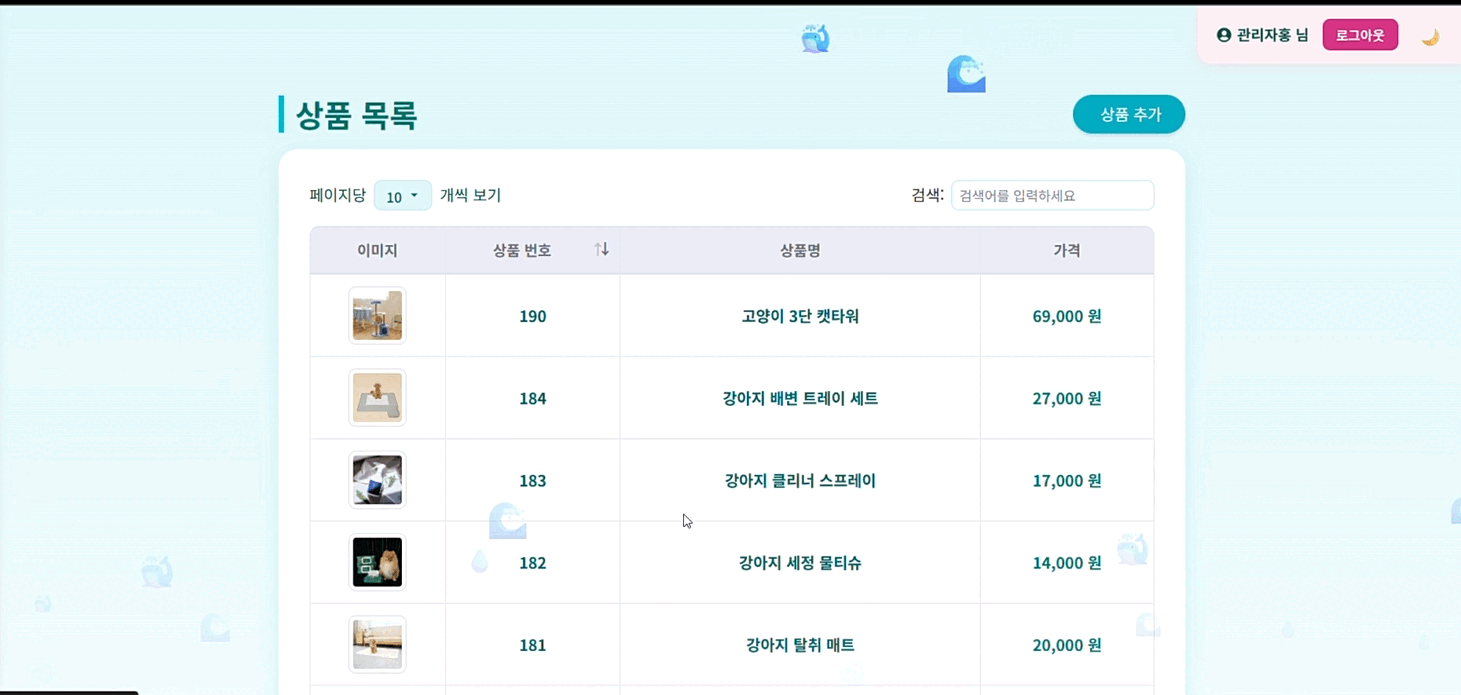 관리자홍 님 로그아웃
상품 목록
상품 추가
페이지당 10 개씩 보기
검색: 검색어를 입력하세요
이미지 상품 번호 상품명 가격
190 고양이 3단 캣타워 69,000 원
184 강아지 배변 트레이 세트 27,000 원
183 강아지 클리너 스프레이 17,000 원
182 강아지 세정 물티슈 14,000 원
181 강아지 탈취 매트 20,000 원